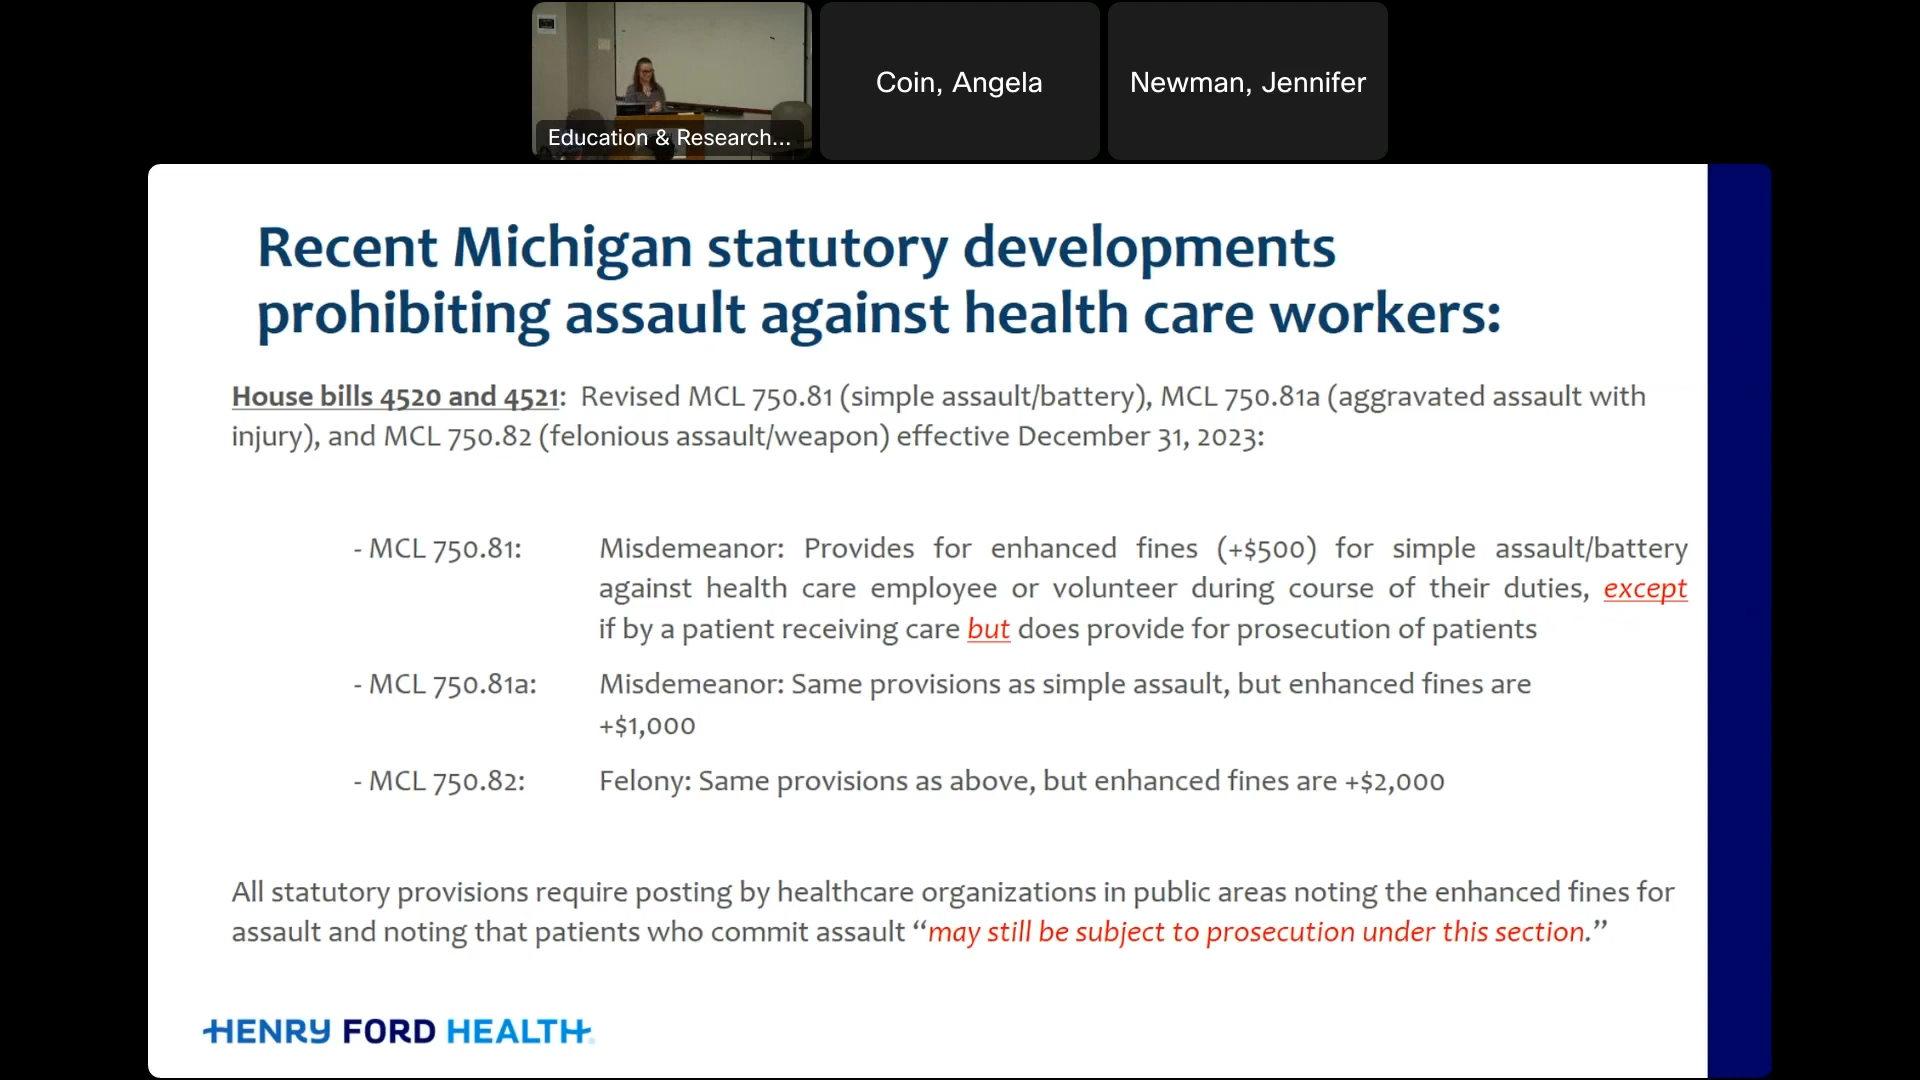 Education & Research...
Coin, Angela
Newman, Jennifer
Recent Michigan statutory developments
prohibiting assault against health care workers:
House bills 4520 and 4521: Revised MCL 750.81 (simple assault/battery), MCL 750.81a (aggravated assault with
injury), and MCL 750.82 (felonious assault/weapon) effective December 31, 2023:
- MCL 750.81: Misdemeanor: Provides for enhanced fines (+$500) for simple assault/battery
against health care employee or volunteer during course of their duties, except
if by a patient receiving care but does provide for prosecution of patients
- MCL 750.81a: Misdemeanor: Same provisions as simple assault, but enhanced fines are
+$1,000
- MCL 750.82: Felony: Same provisions as above, but enhanced fines are +$2,000
All statutory provisions require posting by healthcare organizations in public areas noting the enhanced fines for
assault and noting that patients who commit assault “may still be subject to prosecution under this section.”
HENRY FORD HEALTH